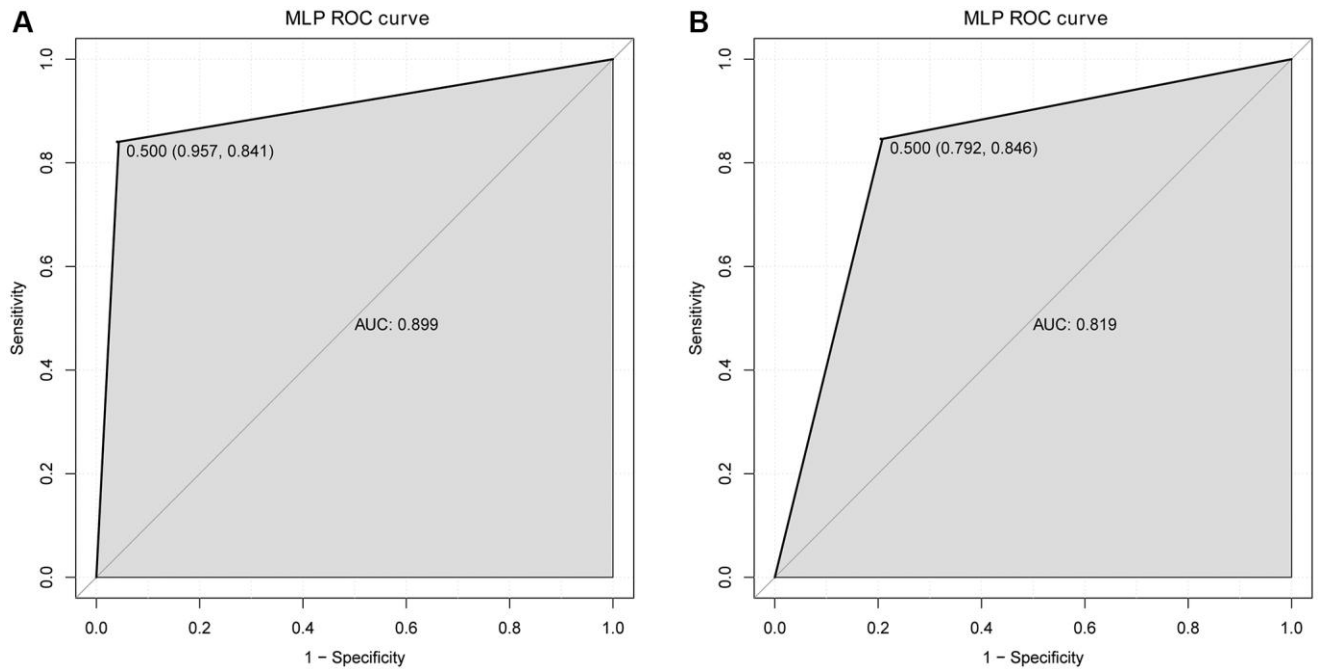 A
MLP ROC curve
1.0
0.8
0.6
0.4
0.2
0.0
Sensitivity
0.500 (0.957, 0.841)
AUC: 0.899
0.0 0.2 0.4 0.6 0.8 1.0
1 − Specificity
B
MLP ROC curve
1.0
0.8
0.6
0.4
0.2
0.0
Sensitivity
0.500 (0.792, 0.846)
AUC: 0.819
0.0 0.2 0.4 0.6 0.8 1.0
1 − Specificity